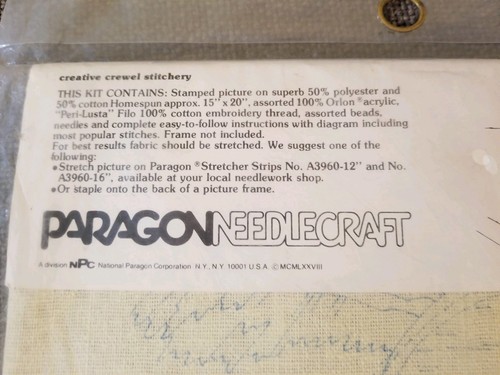 creative crewel stitchery
THIS KIT CONTAINS: Stamped picture on superb 50% polyester and
50% cotton Homespun approx. 15" x 20", assorted 100% Orlon ® acrylic,
"Peri-Lusta" Filo 100% cotton embroidery thread, assorted beads,
needles and complete easy-to-follow instructions with diagram including
most popular stitches. Frame not included.
For best results fabric should be stretched. We suggest one of the
following:
•Stretch picture on Paragon ® Stretcher Strips No. A3960-12" and No.
A3960-16", available at your local needlework shop.
•Or staple onto the back of a picture frame.
PARAGON NEEDLECRAFT
A division NPC National Paragon Corporation N.Y., N.Y. 10001 U.S.A. © MCMLXXVIII